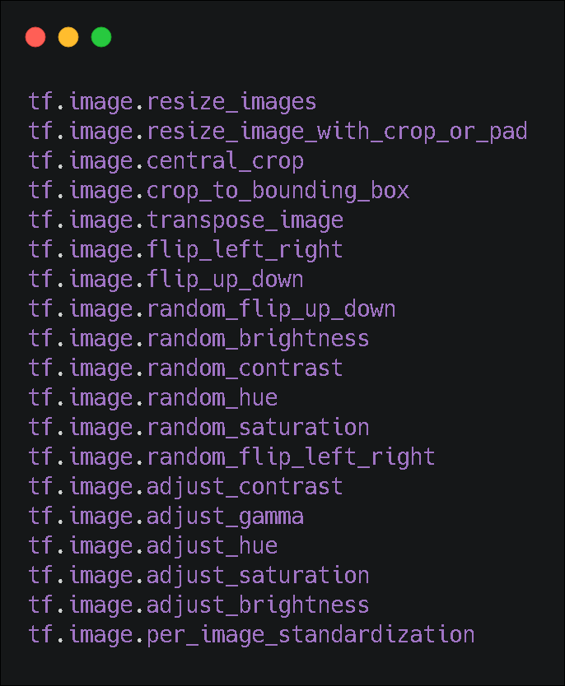 tf.image.resize_images
tf.image.resize_image_with_crop_or_pad
tf.image.central_crop
tf.image.crop_to_bounding_box
tf.image.transpose_image
tf.image.flip_left_right
tf.image.flip_up_down
tf.image.random_flip_up_down
tf.image.random_brightness
tf.image.random_contrast
tf.image.random_hue
tf.image.random_saturation
tf.image.random_flip_left_right
tf.image.adjust_contrast
tf.image.adjust_gamma
tf.image.adjust_hue
tf.image.adjust_saturation
tf.image.adjust_brightness
tf.image.per_image_standardization